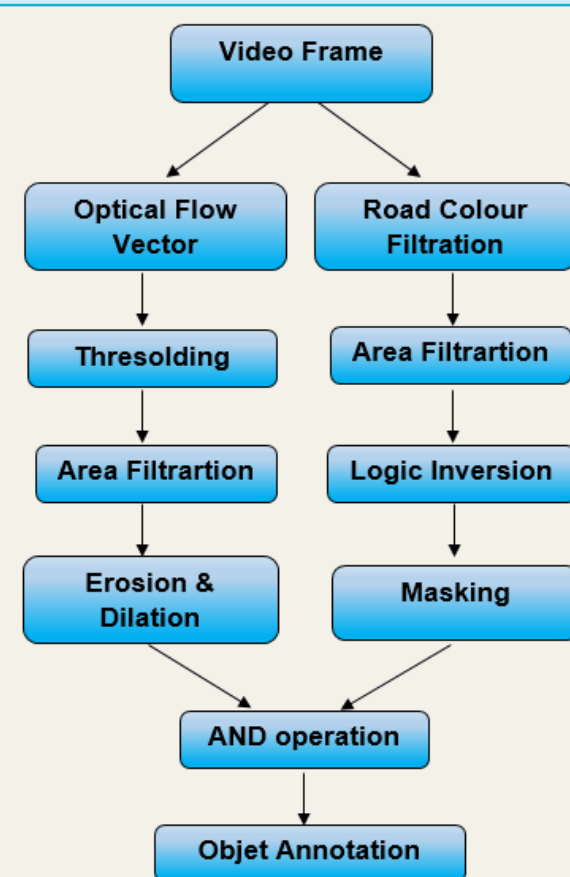 Video Frame
Optical Flow
Vector
Road Colour
Filtration
Thresolding
Area Filtrartion
Area Filtrartion
Logic Inversion
Erosion &
Dilation
Masking
AND operation
Objet Annotation